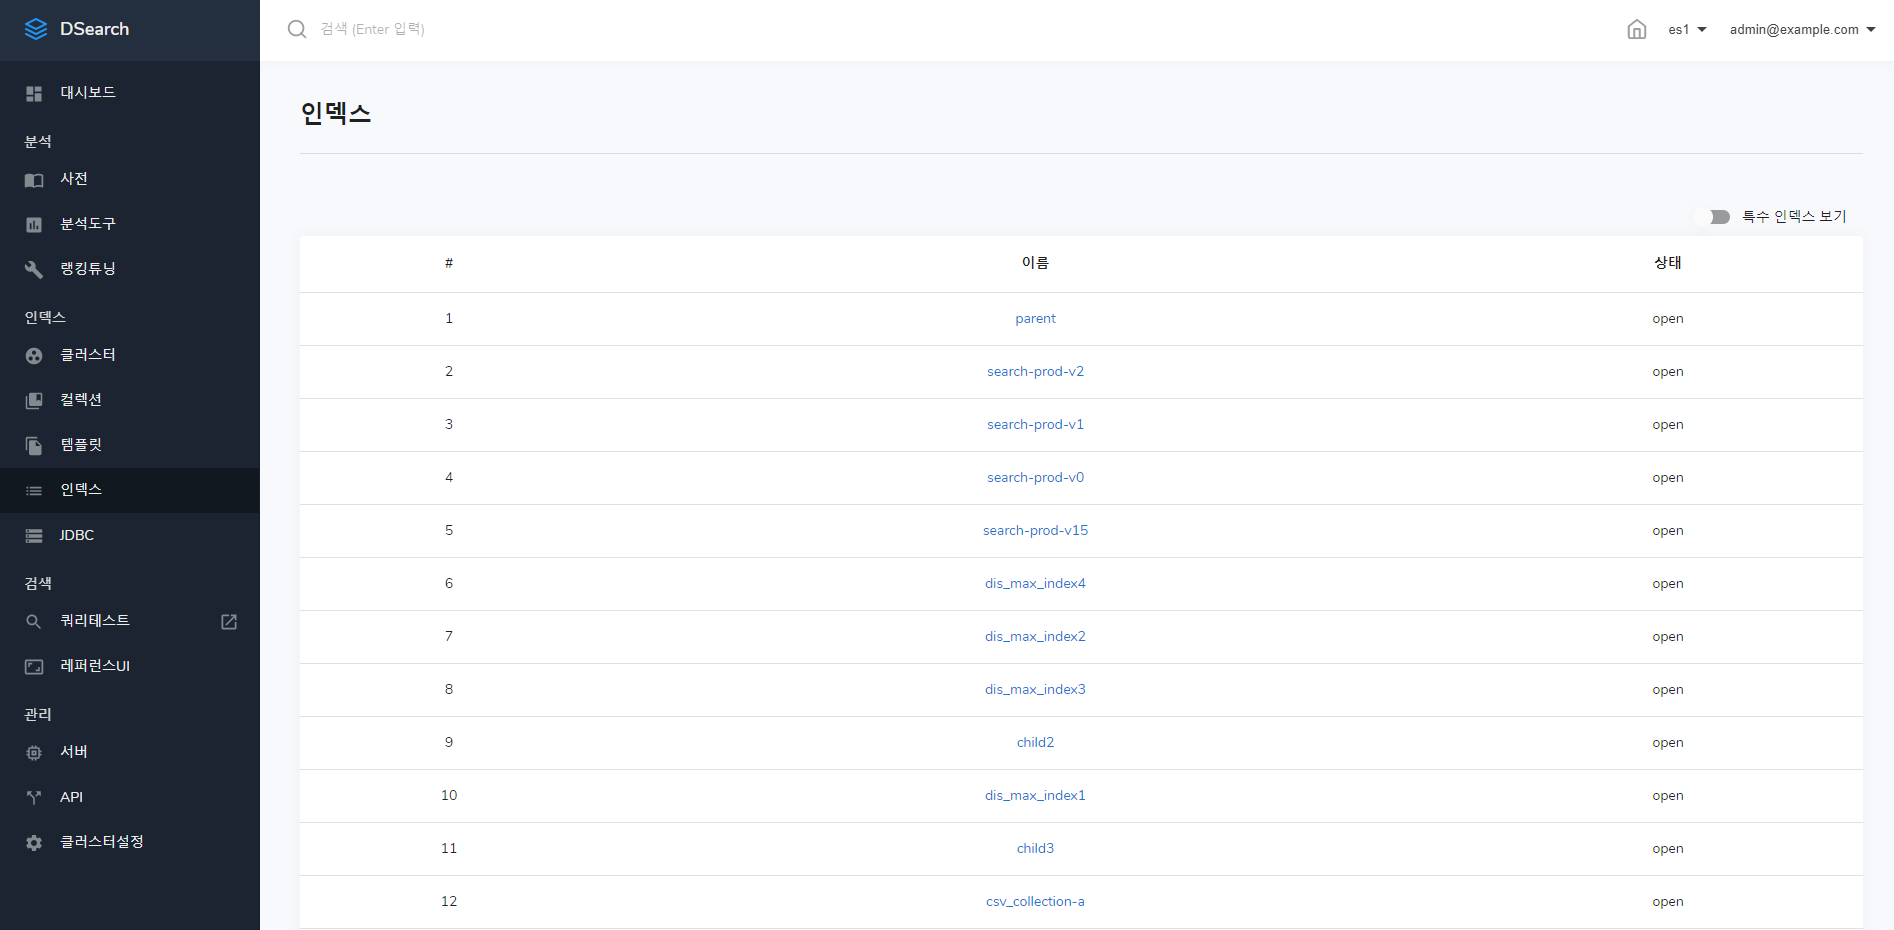 DSearch
검색 (Enter 입력)
es1
admin@example.com
대시보드
분석
사전
분석도구
랭킹튜닝
인덱스
클러스터
컬렉션
템플릿
인덱스
JDBC
검색
쿼리테스트
레퍼런스UI
관리
서버
API
클러스터설정
인덱스
특수 인덱스 보기
# 이름 상태
1 parent open
2 search-prod-v2 open
3 search-prod-v1 open
4 search-prod-v0 open
5 search-prod-v15 open
6 dis_max_index4 open
7 dis_max_index2 open
8 dis_max_index3 open
9 child2 open
10 dis_max_index1 open
11 child3 open
12 csv_collection-a open